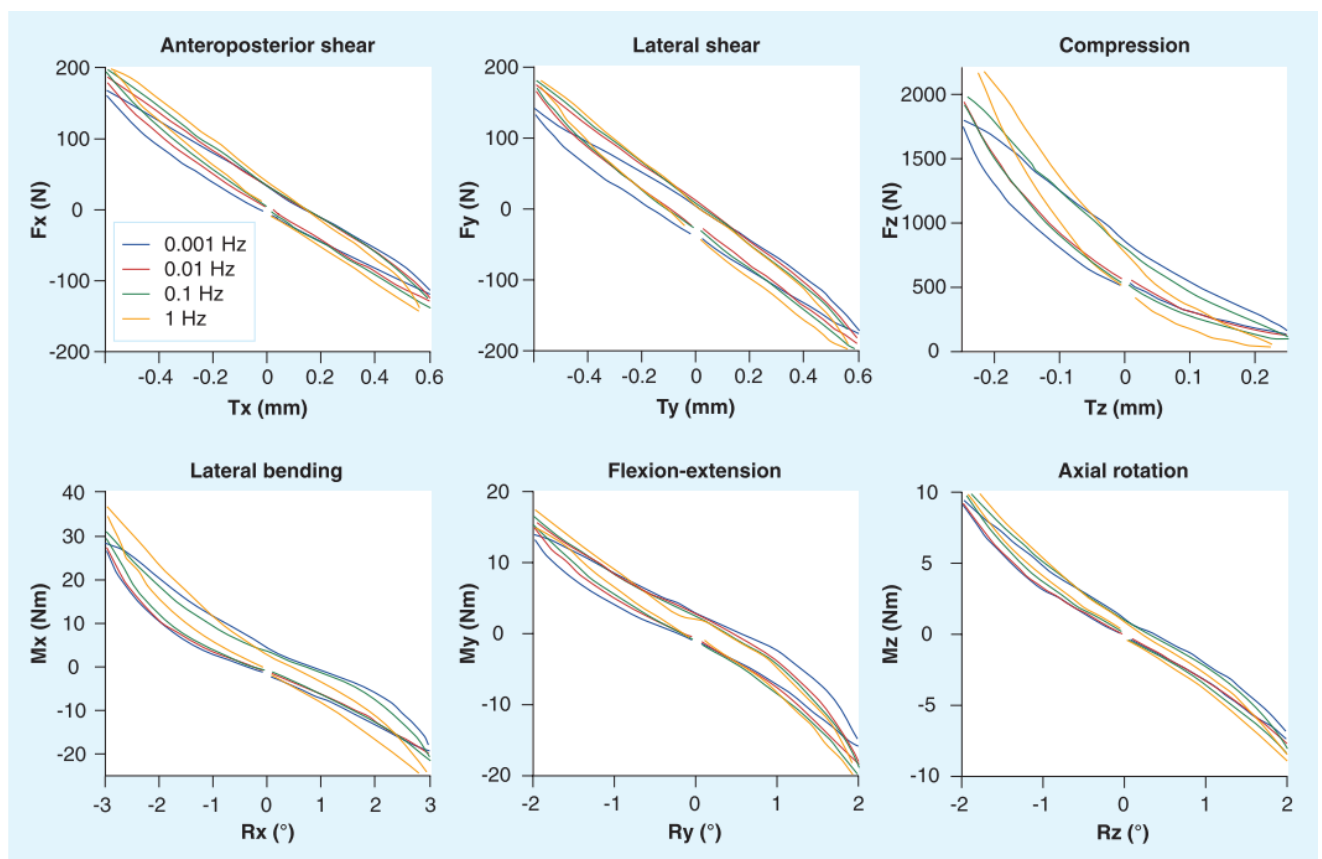 Anteroposterior shear
200
100
0
-100
-200
Fx (N)
0.001 Hz
0.01 Hz
0.1 Hz
1 Hz
-0.4 -0.2 0 0.2 0.4 0.6
Tx (mm)
Lateral shear
200
100
0
-100
-200
Fy (N)
-0.4 -0.2 0 0.2 0.4 0.6
Ty (mm)
Compression
2000
1500
1000
500
0
Fz (N)
-0.2 -0.1 0 0.1 0.2
Tz (mm)
Lateral bending
40
30
20
10
0
-10
-20
Mx (Nm)
-3 -2 -1 0 1 2 3
Rx (°)
Flexion-extension
20
10
0
-10
-20
My (Nm)
-2 -1 0 1 2
Ry (°)
Axial rotation
10
5
0
-5
-10
Mz (Nm)
-2 -1 0 1 2
Rz (°)